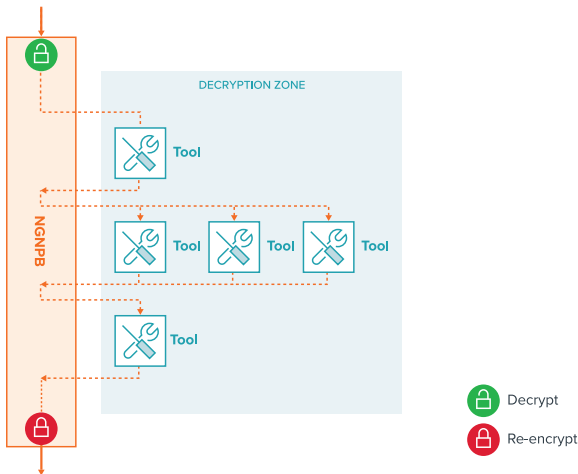 DECRYPTION ZONE
Tool
NGNPB
Tool
Tool
Tool
Tool
Decrypt
Re-encrypt